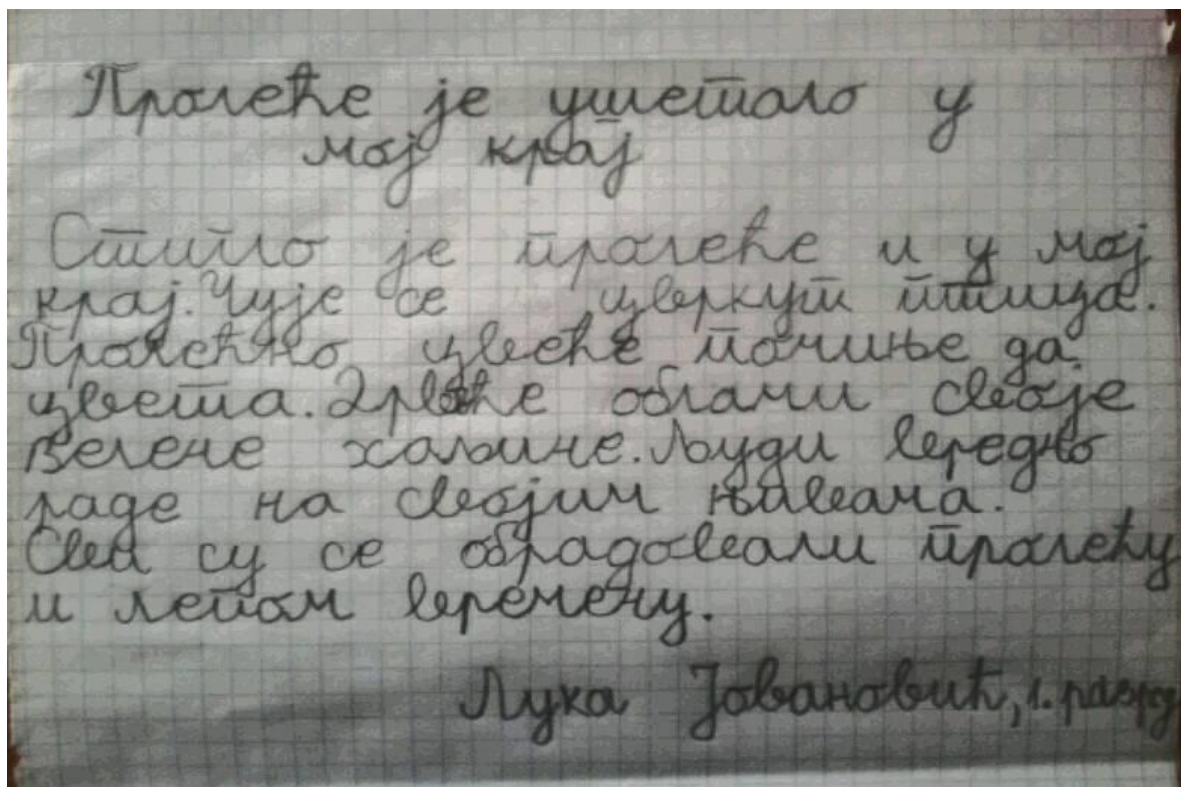 Пролеће је ушетало у
мој крај
Стигло је пролеће и у мој
крај. Чује се цвркут птица.
Пролећно цвеће почиње да
цвета. Дрвеће облачи своје
зелене хаљине. Људи вредно
раде на својим њивама.
Сви су се обрадовали пролећу
и лепом времену.
Лука Јовановић, 1. разред